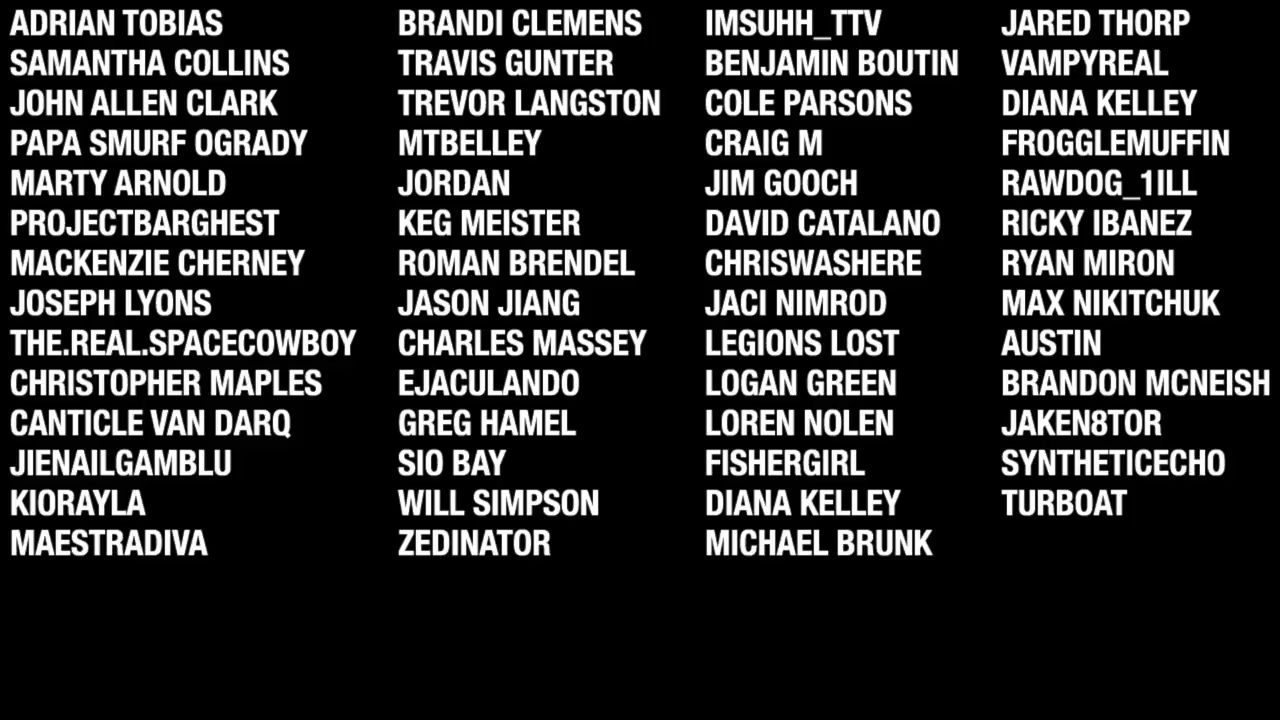 ADRIAN TOBIAS
SAMANTHA COLLINS
JOHN ALLEN CLARK
PAPA SMURF OGRADY
MARTY ARNOLD
PROJECTBARGHEST
MACKENZIE CHERNEY
JOSEPH LYONS
THE.REAL.SPACECOWBOY
CHRISTOPHER MAPLES
CANTICLE VAN DARQ
JIENAILGAMBLU
KIORAYLA
MAESTRADIVA
BRANDI CLEMENS
TRAVIS GUNTER
TREVOR LANGSTON
MTBELLEY
JORDAN
KEG MEISTER
ROMAN BRENDEL
JASON JIANG
CHARLES MASSEY
EJACULANDO
GREG HAMEL
SIO BAY
WILL SIMPSON
ZEDINATOR
IMSUHH_TTV
BENJAMIN BOUTIN
COLE PARSONS
CRAIG M
JIM GOOCH
DAVID CATALANO
CHRISWASHERE
JACI NIMROD
LEGIONS LOST
LOGAN GREEN
LOREN NOLEN
FISHERGIRL
DIANA KELLEY
MICHAEL BRUNK
JARED THORP
VAMPYREAL
DIANA KELLEY
FROGGLEMUFFIN
RAWDOG_1ILL
RICKY IBANEZ
RYAN MIRON
MAX NIKITCHUK
AUSTIN
BRANDON MCNEISH
JAKEN8TOR
SYNTHETICECHO
TURBOAT